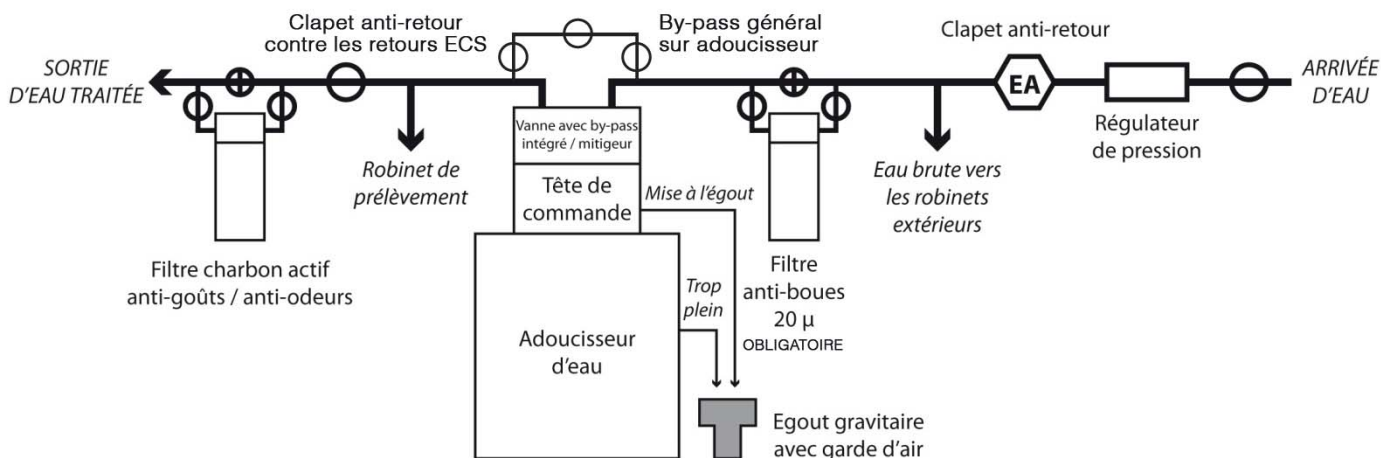 Clapet anti-retour
contre les retours ECS
By-pass général
sur adoucisseur
Clapet anti-retour
SORTIE
D'EAU TRAITÉE
EA
ARRIVÉE
D'EAU
Régulateur
de pression
Vanne avec by-pass
intégré / mitigeur
Robinet de
prélèvement
Eau brute vers
les robinets
extérieurs
Tête de
commande
Mise à l'égout
Filtre charbon actif
anti-goûts / anti-odeurs
Filtre
anti-boues
20 µ
OBLIGATOIRE
Trop
plein
Adoucisseur
d'eau
Egout gravitaire
avec garde d'air